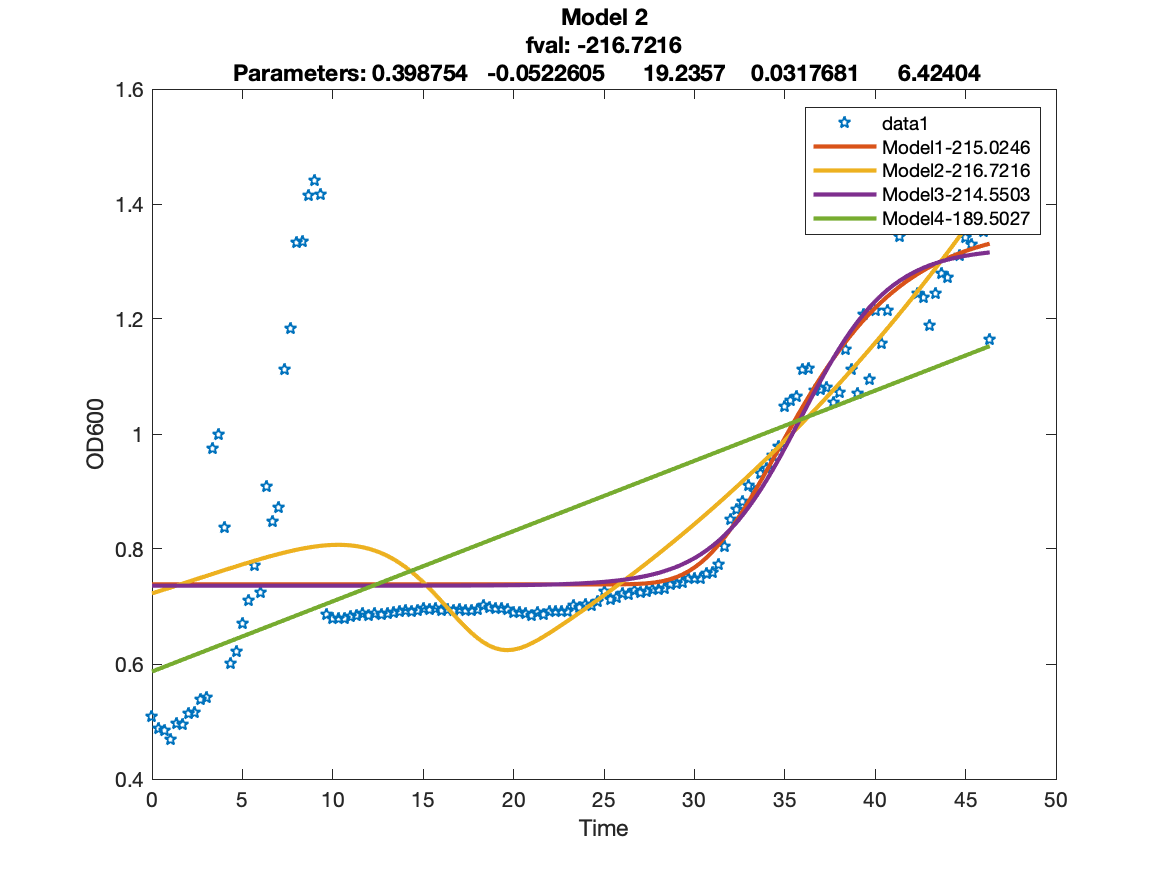 Model 2
fval: -216.7216
Parameters: 0.398754 -0.0522605 19.2357 0.0317681 6.42404
1.6
1.4
1.2
1
0.8
0.6
0.4
OD600
data1
Model1-215.0246
Model2-216.7216
Model3-214.5503
Model4-189.5027
0 5 10 15 20 25 30 35 40 45 50
Time